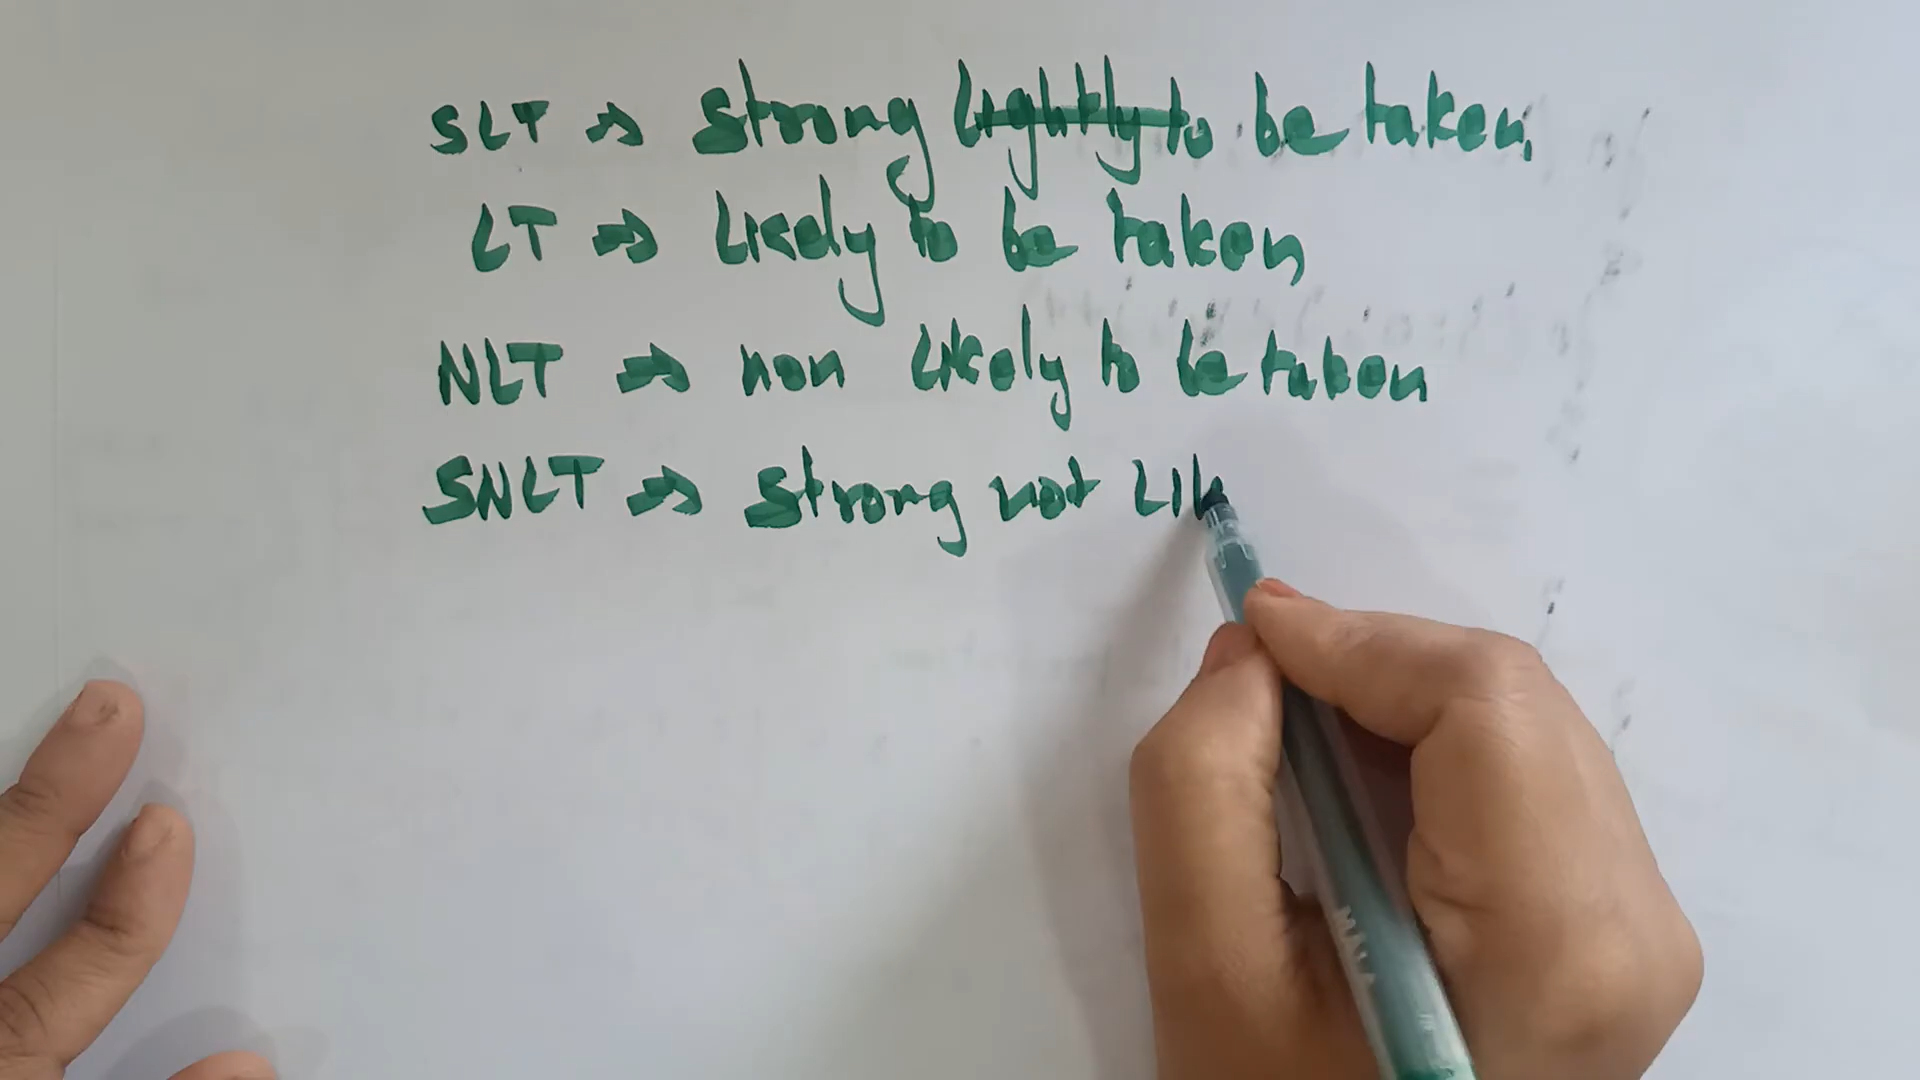 SLT → strong Lightly to be taken.
LT → Likely to be taken
NLT → non Likely to be taken
SNLT → Strong not Lik